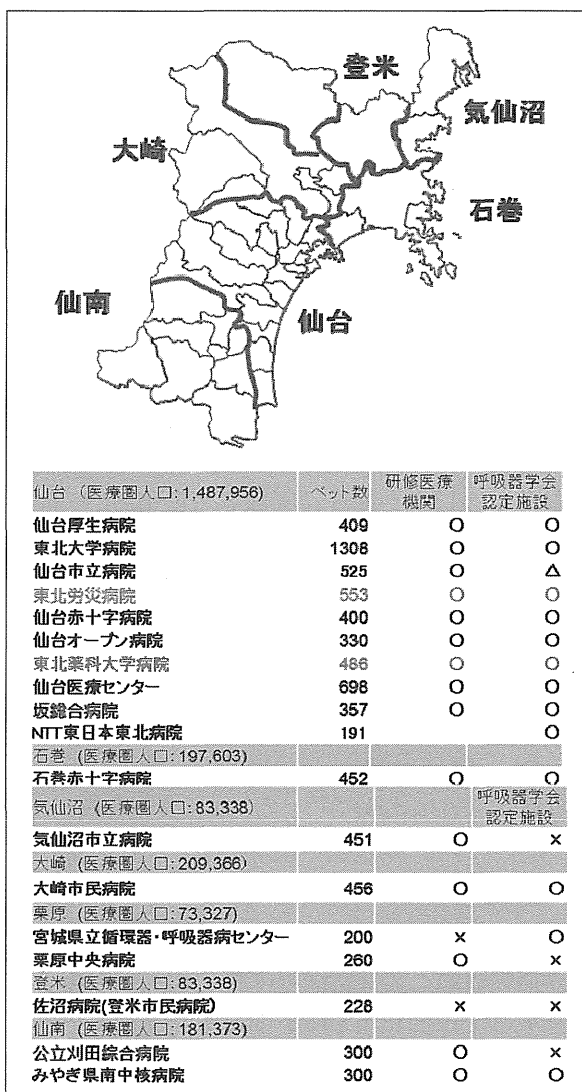 登米
気仙沼
大崎
石巻
仙南
仙台
仙台 (医療圏人口:1,487,956) ベット数 研修医療機関 呼吸器学会認定施設
仙台厚生病院 409 O O
東北大学病院 1308 O O
仙台市立病院 525 O △
東北労災病院 553 O O
仙台赤十字病院 400 O O
仙台オープン病院 330 O O
東北薬科大学病院 486 O O
仙台医療センター 698 O O
坂総合病院 357 O O
NTT東日本東北病院 191 O
石巻 (医療圏人口:197,603)
石巻赤十字病院 452 O O
気仙沼 (医療圏人口:83,338) 呼吸器学会認定施設
気仙沼市立病院 451 O ×
大崎 (医療圏人口:209,366)
大崎市民病院 456 O O
栗原 (医療圏人口:73,327)
宮城県立循環器・呼吸器病センター 200 × O
栗原中央病院 260 O ×
登米 (医療圏人口:83,338)
佐沼病院(登米市民病院) 228 × ×
仙南 (医療圏人口:181,373)
公立刈田綜合病院 300 O ×
みやぎ県南中核病院 300 O O